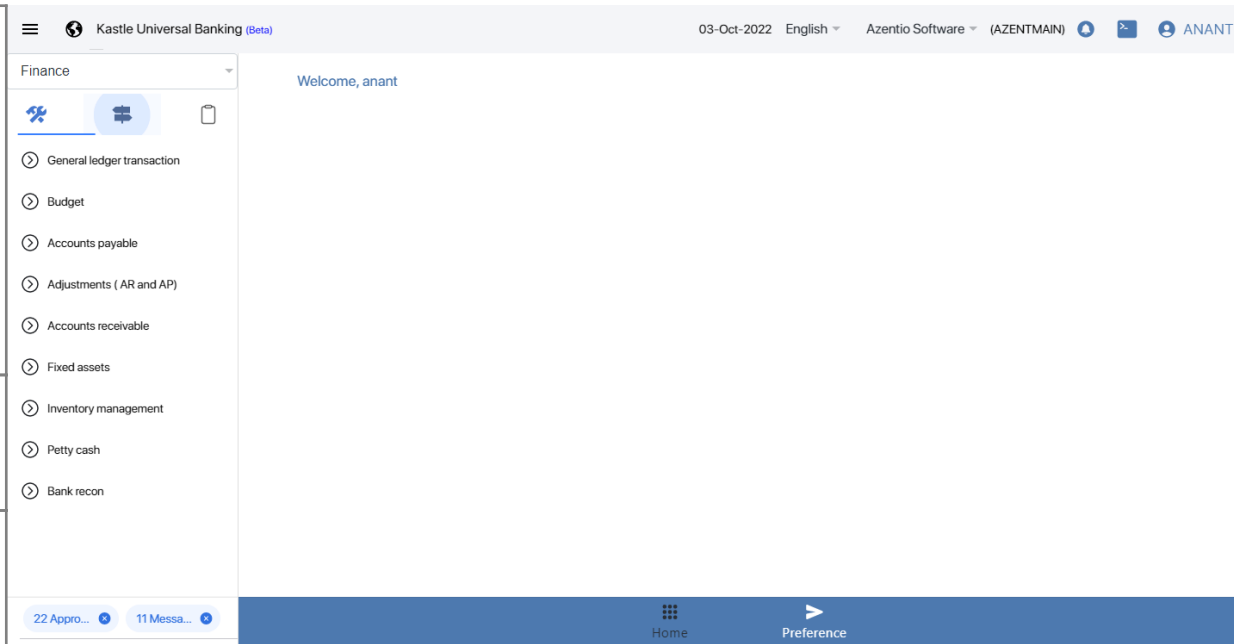 Kastle Universal Banking (Beta)
03-Oct-2022 English Azentio Software (AZENTMAIN) ANANT
Finance
Welcome, anant
General ledger transaction
Budget
Accounts payable
Adjustments ( AR and AP)
Accounts receivable
Fixed assets
Inventory management
Petty cash
Bank recon
22 Appro... 11 Messa...
Home Preference